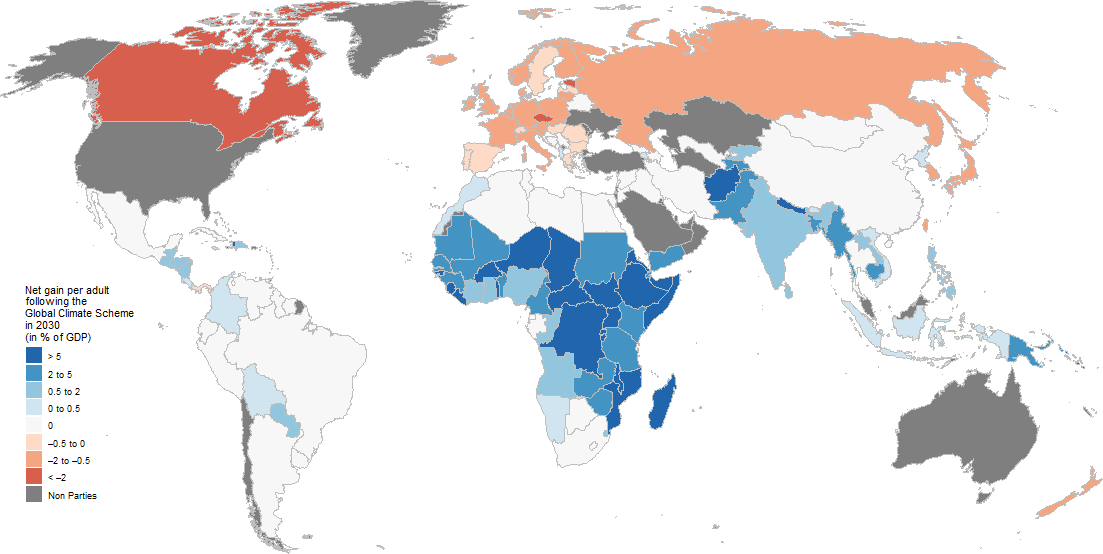 Net gain per adult
following the
Global Climate Scheme
in 2030
(in % of GDP)
> 5
2 to 5
0.5 to 2
0 to 0.5
0
–0.5 to 0
–2 to –0.5
< –2
Non Parties